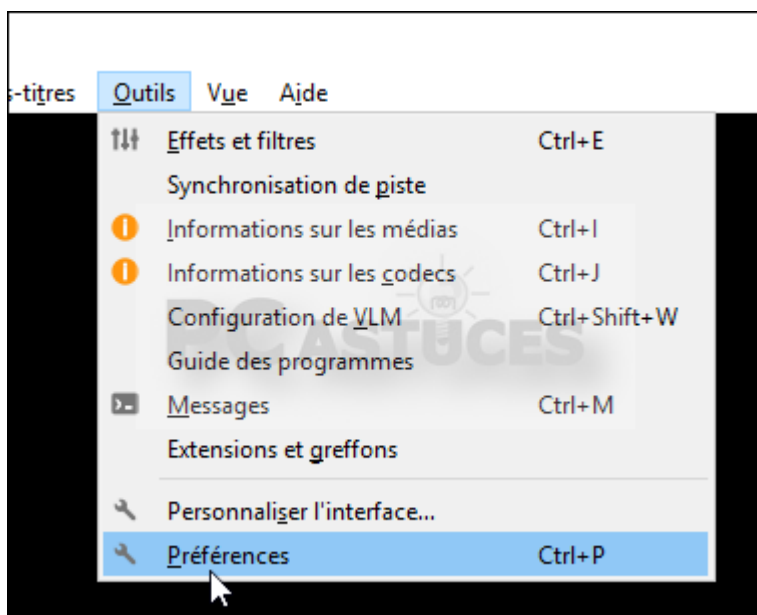 s-titres Outils Vue Aide
Effets et filtres Ctrl+E
Synchronisation de piste
Informations sur les médias Ctrl+I
Informations sur les codecs Ctrl+J
Configuration de VLM Ctrl+Shift+W
Guide des programmes
Messages Ctrl+M
Extensions et greffons
Personnaliser l'interface...
Préférences Ctrl+P
PC ASTUCES